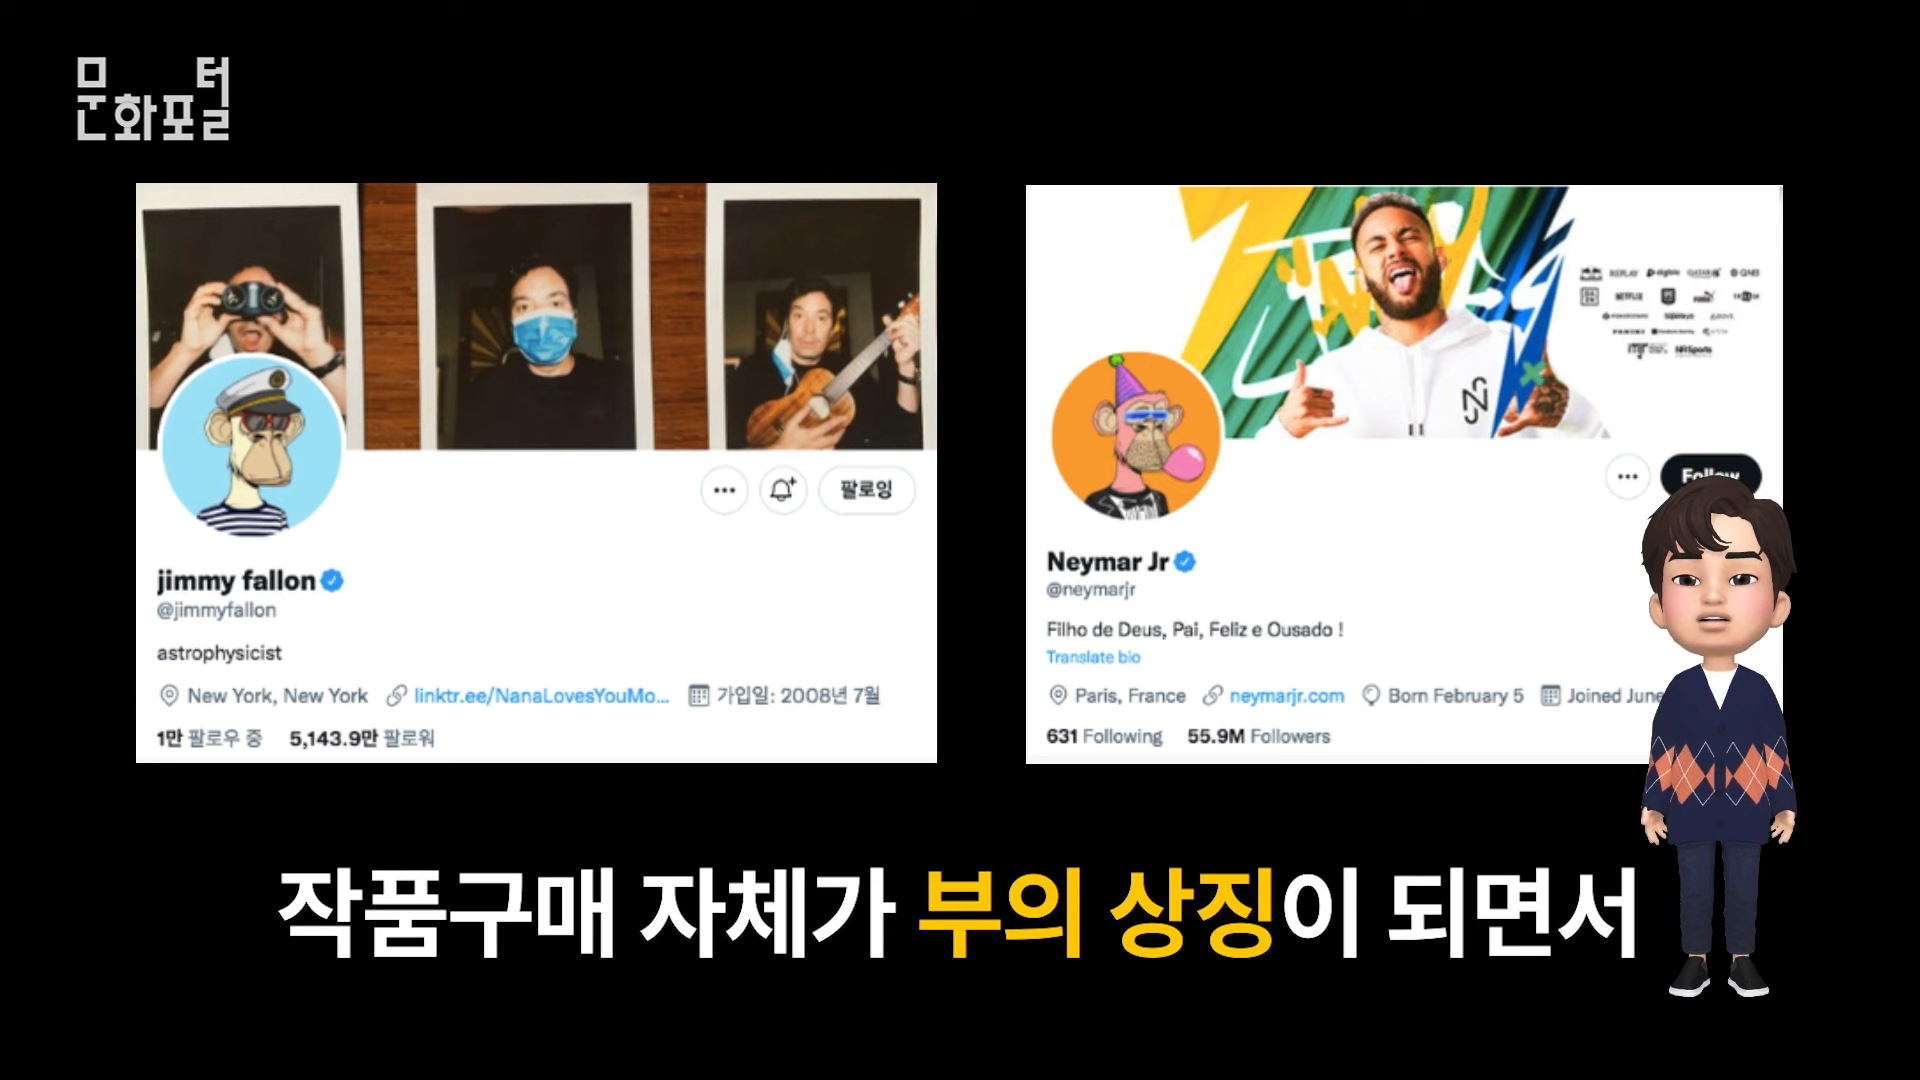 문화포털
REPLAY
NETFLIX
NRSports
팔로잉
jimmy fallon
@jimmyfallon
astrophysicist
New York, New York linktr.ee/NanaLovesYouMo... 가입일: 2008년 7월
1만 팔로우 중 5,143.9만 팔로워
Follow
Neymar Jr
@neymarjr
Filho de Deus, Pai, Feliz e Ousado !
Translate bio
Paris, France neymarjr.com Born February 5 Joined June
631 Following 55.9M Followers
작품구매 자체가 부의 상징이 되면서